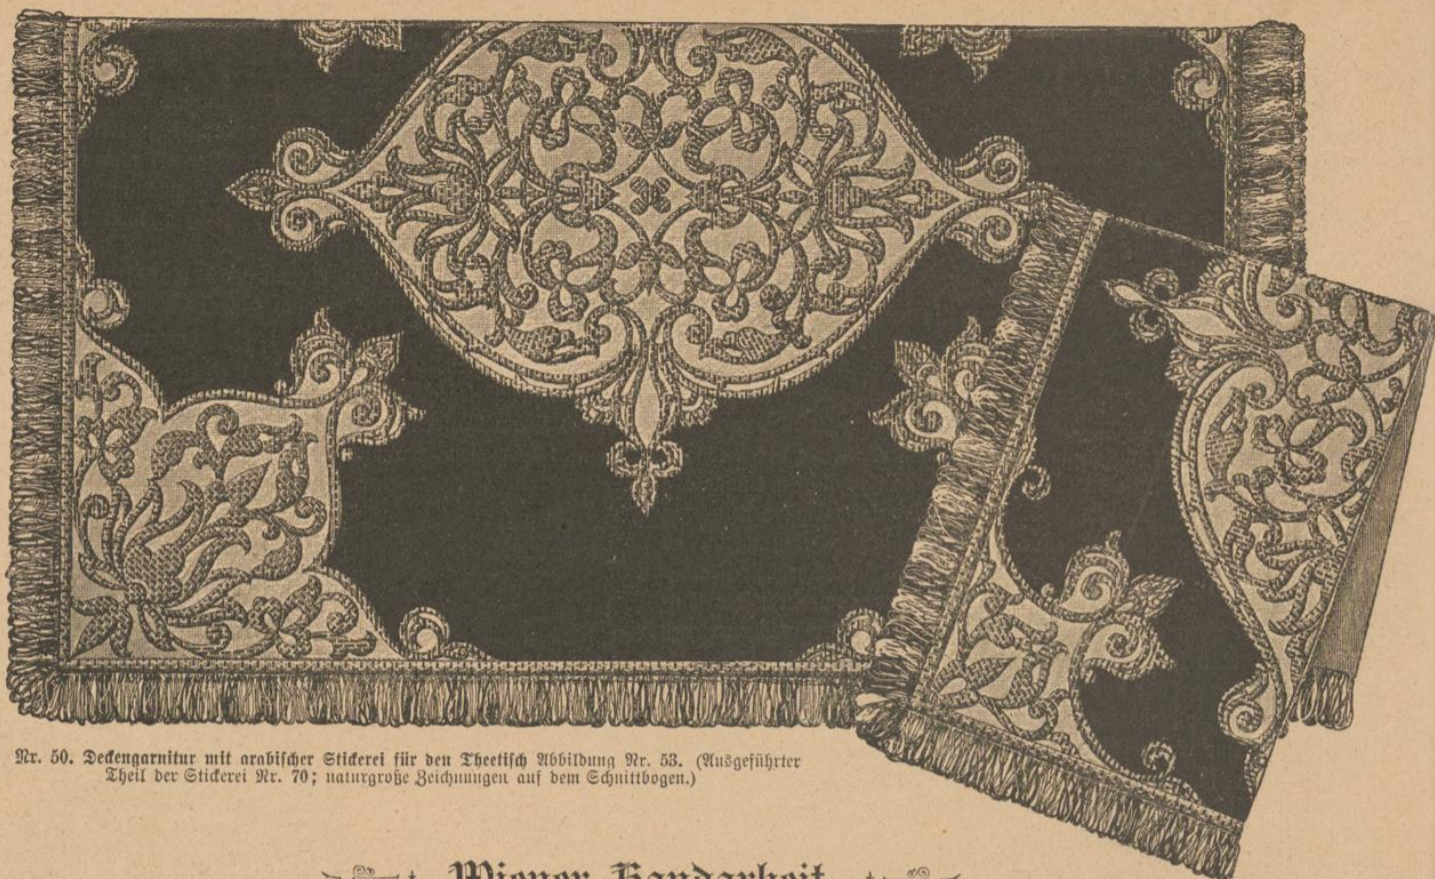 Nr. 50. Deckengarnitur mit arabischer Stickerei für den Theetisch Abbildung Nr. 53. (Ausgeführter
Theil der Stickerei Nr. 70; naturgroße Zeichnungen auf dem Schnittbogen.)
Wiener Handarbeit